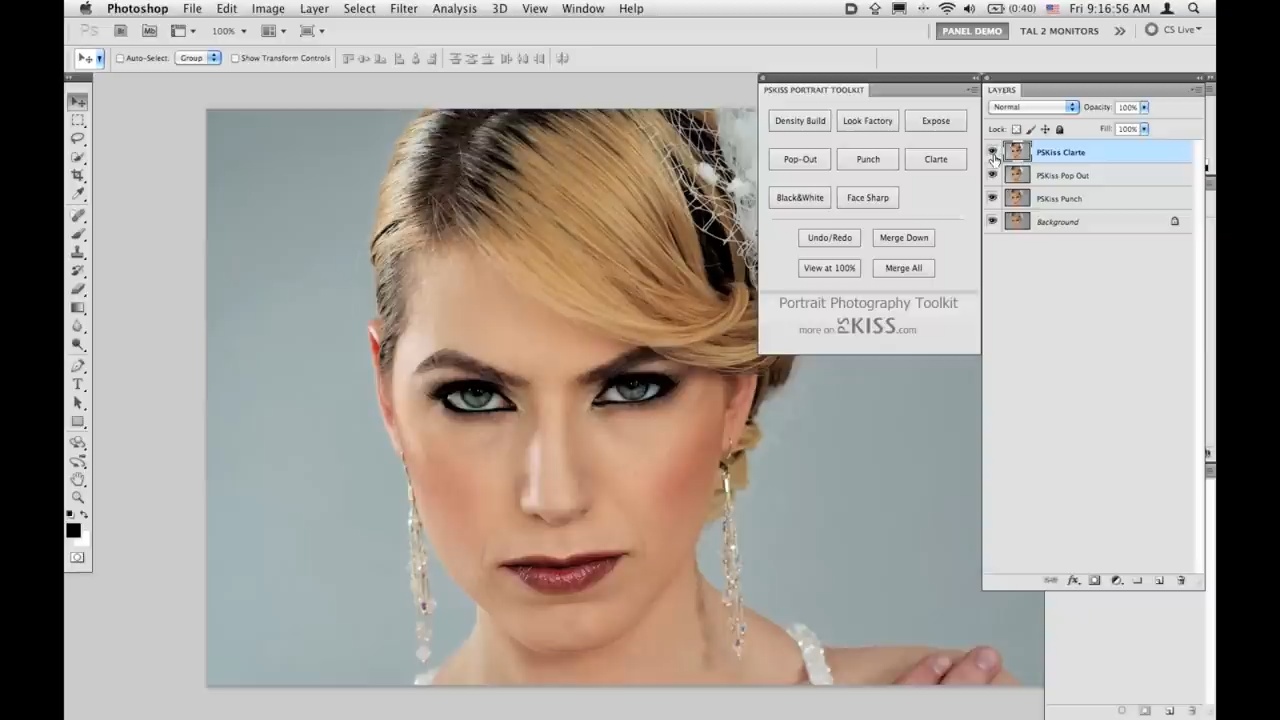 Photoshop File Edit Image Layer Select Filter Analysis 3D View Window Help (0:40) Fri 9:16:56 AM
Ps Br Mb 100% PANEL DEMO TAL 2 MONITORS CS Live
Auto-Select: Group Show Transform Controls
PSKISS PORTRAIT TOOLKIT
Density Build Look Factory Expose
Pop-Out Punch Clarte
Black&White Face Sharp
Undo/Redo Merge Down
View at 100% Merge All
Portrait Photography Toolkit
more on PSKISS.com
LAYERS
Normal Opacity: 100%
Lock: Fill: 100%
PSKiss Clarte
PSKiss Pop Out
PSKiss Punch
Background